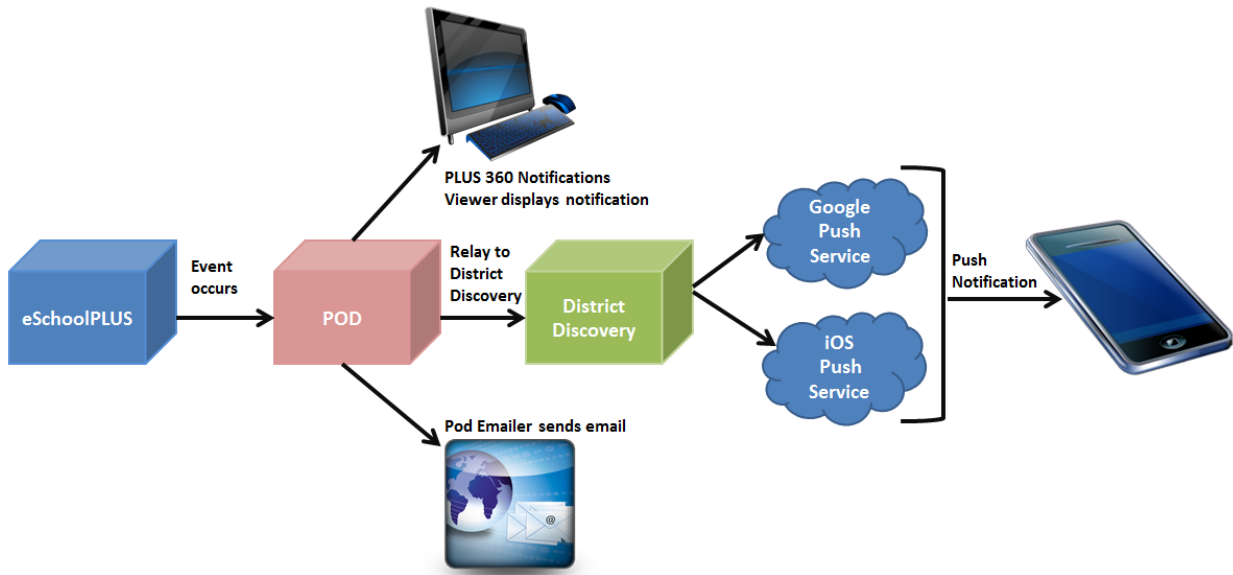 PLUS 360 Notifications
Viewer displays notification
eSchoolPLUS
Event
occurs
POD
Relay to
District
Discovery
District
Discovery
Google
Push
Service
iOS
Push
Service
Push
Notification
Pod Emailer sends email
@